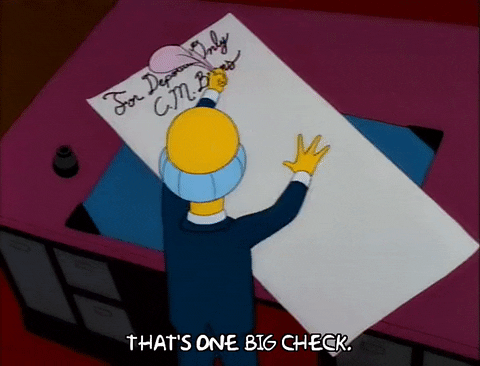 For Deposit Only
C.M. Burns
THAT'S ONE BIG CHECK.